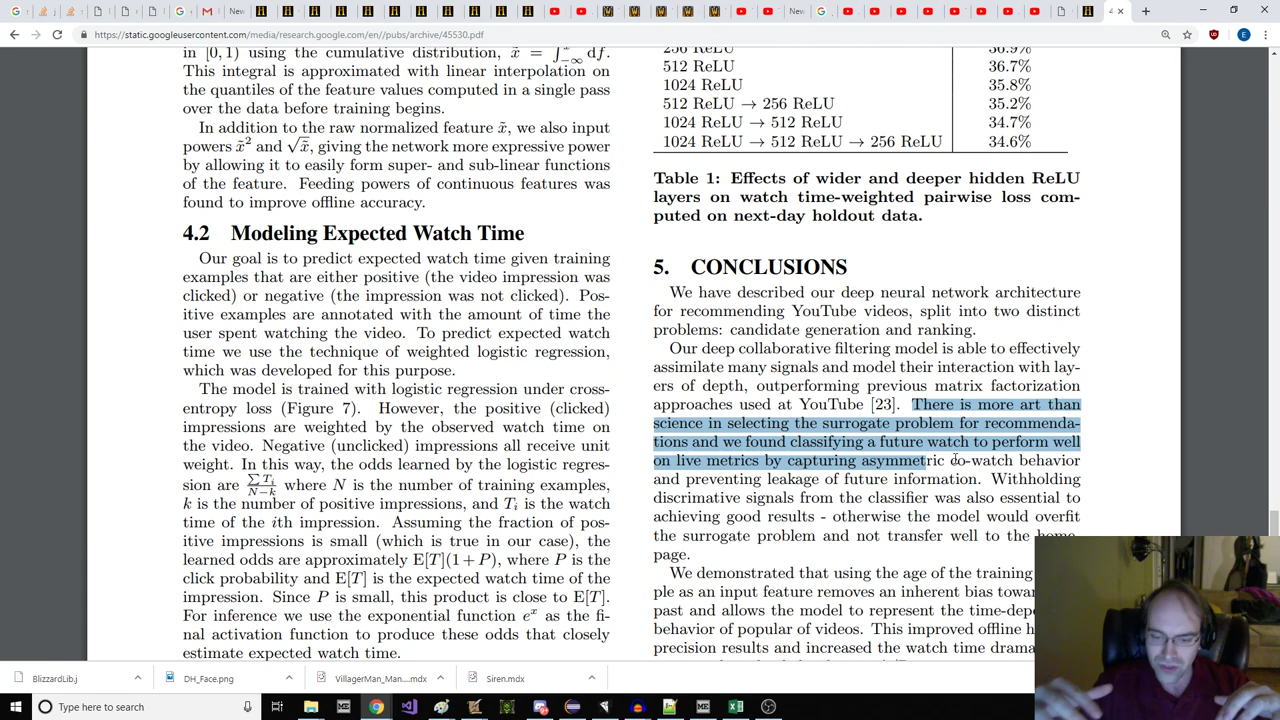 New
New
4
https://static.googleusercontent.com/media/research.google.com/en//pubs/archive/45530.pdf
E
in [0, 1) using the cumulative distribution, x̃ = ∫_{−∞}^{x} df.
This integral is approximated with linear interpolation on
the quantiles of the feature values computed in a single pass
over the data before training begins.
In addition to the raw normalized feature x̃, we also input
powers x̃² and √x̃, giving the network more expressive power
by allowing it to easily form super- and sub-linear functions
of the feature. Feeding powers of continuous features was
found to improve offline accuracy.
4.2 Modeling Expected Watch Time
Our goal is to predict expected watch time given training
examples that are either positive (the video impression was
clicked) or negative (the impression was not clicked). Pos-
itive examples are annotated with the amount of time the
user spent watching the video. To predict expected watch
time we use the technique of weighted logistic regression,
which was developed for this purpose.
The model is trained with logistic regression under cross-
entropy loss (Figure 7). However, the positive (clicked)
impressions are weighted by the observed watch time on
the video. Negative (unclicked) impressions all receive unit
weight. In this way, the odds learned by the logistic regres-
sion are ∑Ti/N−k where N is the number of training examples,
k is the number of positive impressions, and Ti is the watch
time of the ith impression. Assuming the fraction of pos-
itive impressions is small (which is true in our case), the
learned odds are approximately E[T](1 + P), where P is the
click probability and E[T] is the expected watch time of the
impression. Since P is small, this product is close to E[T].
For inference we use the exponential function eˣ as the fi-
nal activation function to produce these odds that closely
estimate expected watch time.
256 ReLU 36.9%
512 ReLU 36.7%
1024 ReLU 35.8%
512 ReLU → 256 ReLU 35.2%
1024 ReLU → 512 ReLU 34.7%
1024 ReLU → 512 ReLU → 256 ReLU 34.6%
Table 1: Effects of wider and deeper hidden ReLU
layers on watch time-weighted pairwise loss com-
puted on next-day holdout data.
5. CONCLUSIONS
We have described our deep neural network architecture
for recommending YouTube videos, split into two distinct
problems: candidate generation and ranking.
Our deep collaborative filtering model is able to effectively
assimilate many signals and model their interaction with lay-
ers of depth, outperforming previous matrix factorization
approaches used at YouTube [23]. There is more art than
science in selecting the surrogate problem for recommenda-
tions and we found classifying a future watch to perform well
on live metrics by capturing asymmetric co-watch behavior
and preventing leakage of future information. Withholding
discrimative signals from the classifier was also essential to
achieving good results - otherwise the model would overfit
the surrogate problem and not transfer well to the home-
page.
We demonstrated that using the age of the training
ple as an input feature removes an inherent bias towar
past and allows the model to represent the time-depe
behavior of popular of videos. This improved offline h
precision results and increased the watch time drama
BlizzardLib.j
DH_Face.png
VillagerMan_Man....mdx
Siren.mdx
Type here to search